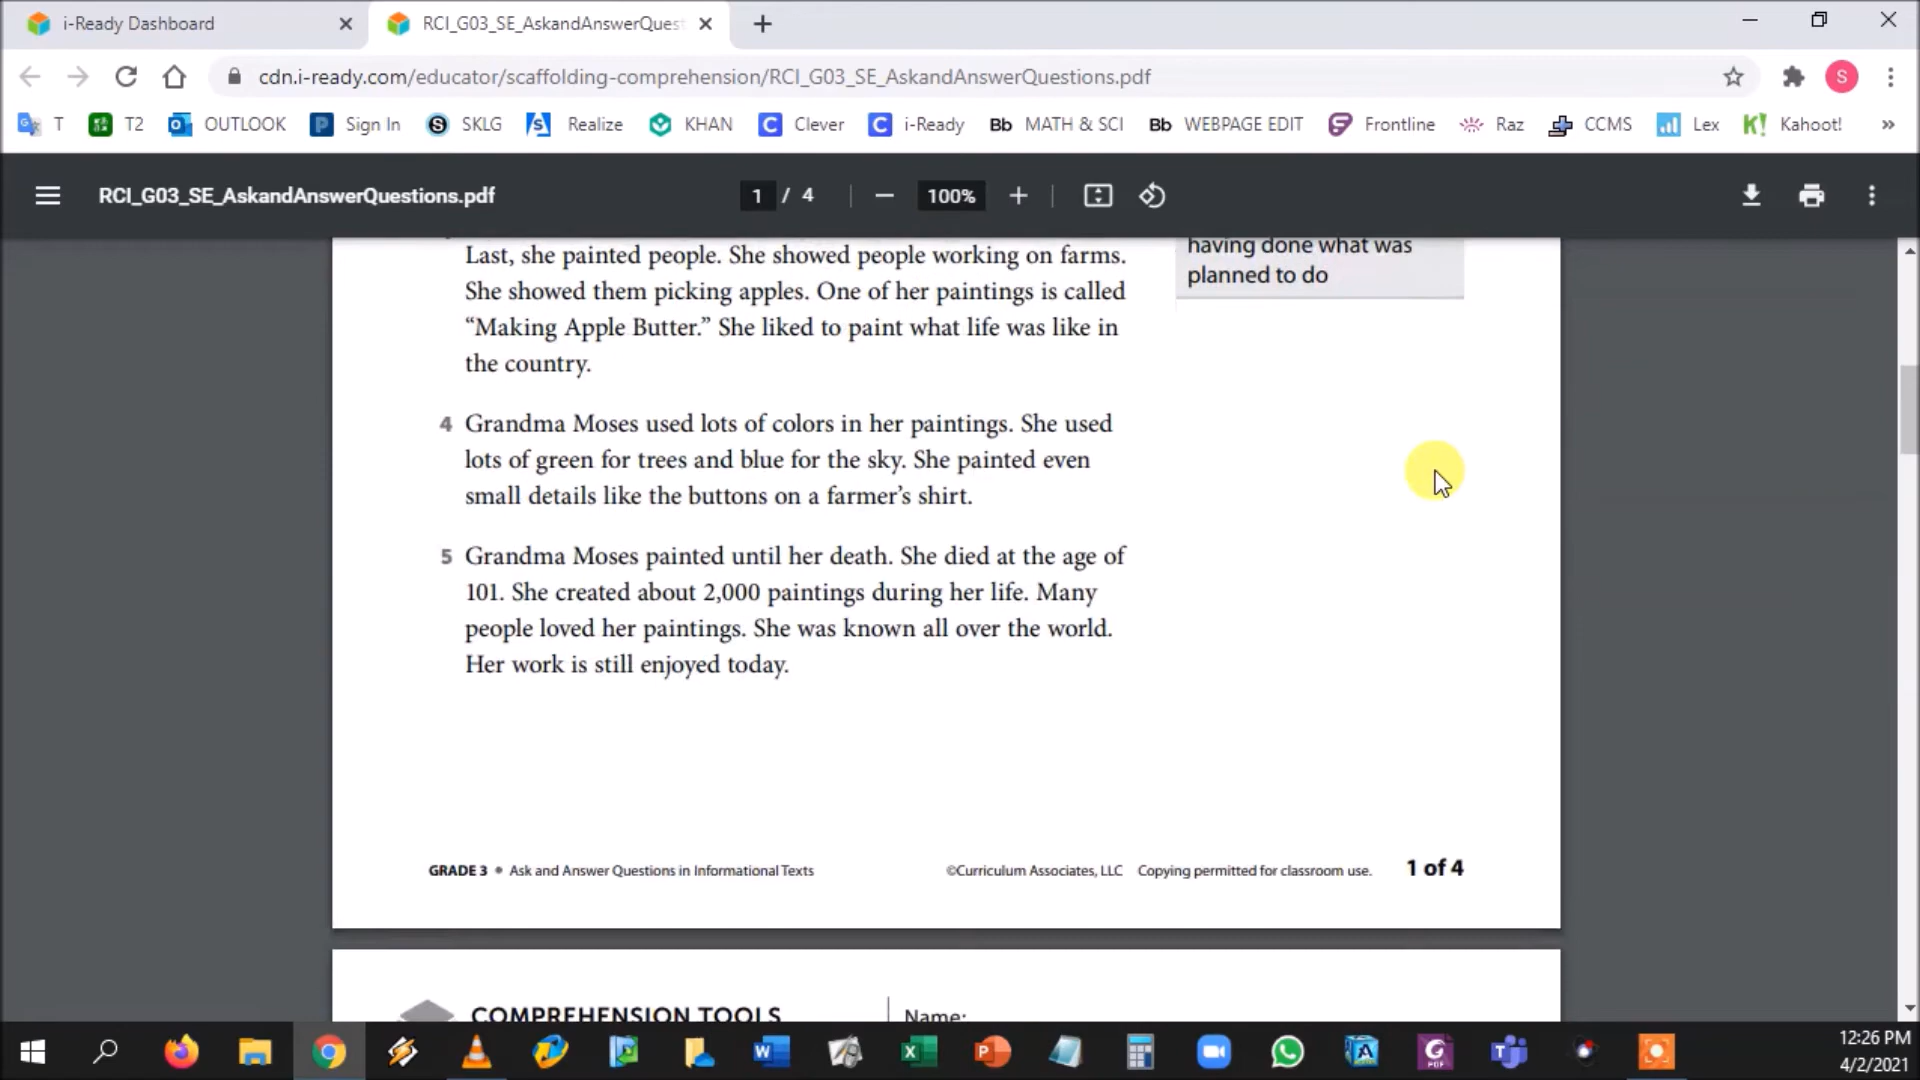 i-Ready Dashboard
RCI_G03_SE_AskandAnswerQuest
cdn.i-ready.com/educator/scaffolding-comprehension/RCI_G03_SE_AskandAnswerQuestions.pdf
S
T T2 OUTLOOK Sign In SKLG Realize KHAN Clever i-Ready Bb MATH & SCI Bb WEBPAGE EDIT Frontline Raz CCMS Lex Kahoot! »
RCI_G03_SE_AskandAnswerQuestions.pdf
1 / 4
100%
Last, she painted people. She showed people working on farms.
She showed them picking apples. One of her paintings is called
“Making Apple Butter.” She liked to paint what life was like in
the country.
having done what was
planned to do
4 Grandma Moses used lots of colors in her paintings. She used
lots of green for trees and blue for the sky. She painted even
small details like the buttons on a farmer’s shirt.
5 Grandma Moses painted until her death. She died at the age of
101. She created about 2,000 paintings during her life. Many
people loved her paintings. She was known all over the world.
Her work is still enjoyed today.
GRADE 3 • Ask and Answer Questions in Informational Texts ©Curriculum Associates, LLC Copying permitted for classroom use. 1 of 4
COMPREHENSION TOOLS
Name:
12:26 PM
4/2/2021